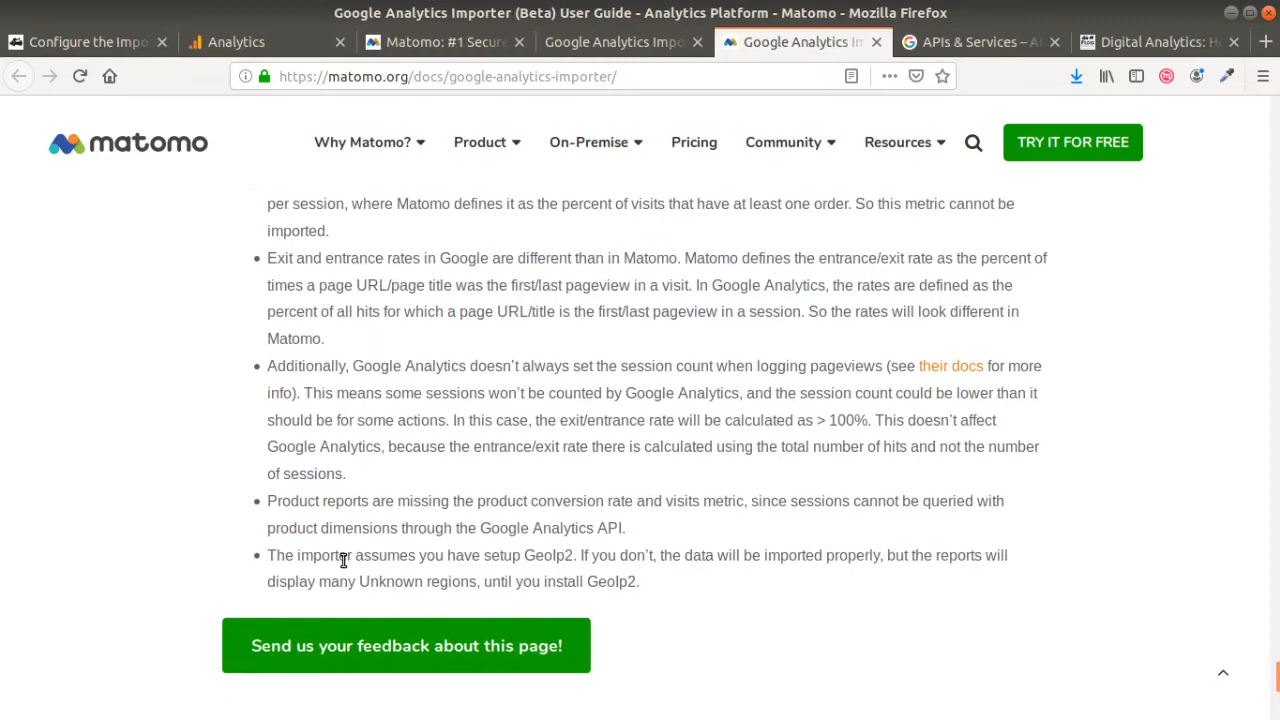 Google Analytics Importer (Beta) User Guide - Analytics Platform - Matomo - Mozilla Firefox
Configure the Impo
Analytics
Matomo: #1 Secure
Google Analytics Impo
Google Analytics Im
APIs & Services – A
Digital Analytics: Ho
https://matomo.org/docs/google-analytics-importer/
matomo
Why Matomo?
Product
On-Premise
Pricing
Community
Resources
TRY IT FOR FREE
per session, where Matomo defines it as the percent of visits that have at least one order. So this metric cannot be
imported.
Exit and entrance rates in Google are different than in Matomo. Matomo defines the entrance/exit rate as the percent of
times a page URL/page title was the first/last pageview in a visit. In Google Analytics, the rates are defined as the
percent of all hits for which a page URL/title is the first/last pageview in a session. So the rates will look different in
Matomo.
Additionally, Google Analytics doesn’t always set the session count when logging pageviews (see their docs for more
info). This means some sessions won’t be counted by Google Analytics, and the session count could be lower than it
should be for some actions. In this case, the exit/entrance rate will be calculated as > 100%. This doesn’t affect
Google Analytics, because the entrance/exit rate there is calculated using the total number of hits and not the number
of sessions.
Product reports are missing the product conversion rate and visits metric, since sessions cannot be queried with
product dimensions through the Google Analytics API.
The importer assumes you have setup GeoIp2. If you don’t, the data will be imported properly, but the reports will
display many Unknown regions, until you install GeoIp2.
Send us your feedback about this page!